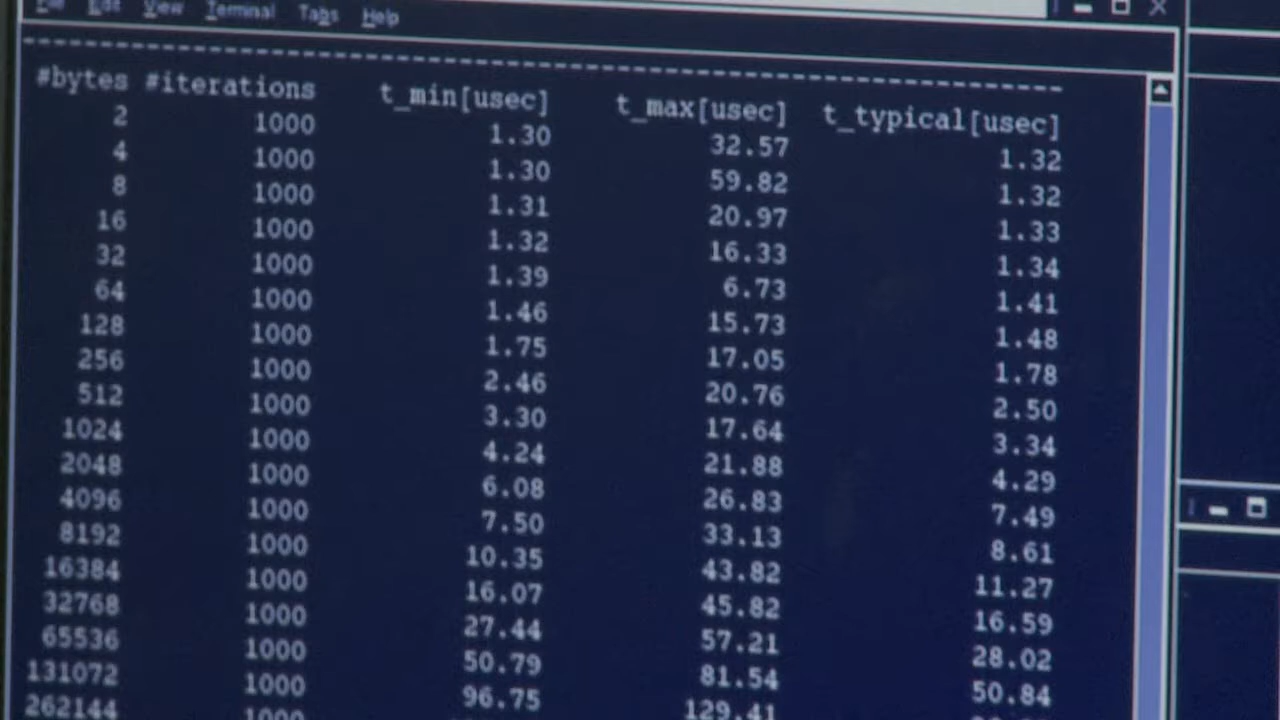 File Edit View Terminal Tabs Help
#bytes #iterations t_min[usec] t_max[usec] t_typical[usec]
2 1000 1.30 32.57 1.32
4 1000 1.30 59.82 1.32
8 1000 1.31 20.97 1.33
16 1000 1.32 16.33 1.34
32 1000 1.39 6.73 1.41
64 1000 1.46 15.73 1.48
128 1000 1.75 17.05 1.78
256 1000 2.46 20.76 2.50
512 1000 3.30 17.64 3.34
1024 1000 4.24 21.88 4.29
2048 1000 6.08 26.83 7.49
4096 1000 7.50 33.13 8.61
8192 1000 10.35 43.82 11.27
16384 1000 16.07 45.82 16.59
32768 1000 27.44 57.21 28.02
65536 1000 50.79 81.54 50.84
131072 1000 96.75 129.41
262144 1000